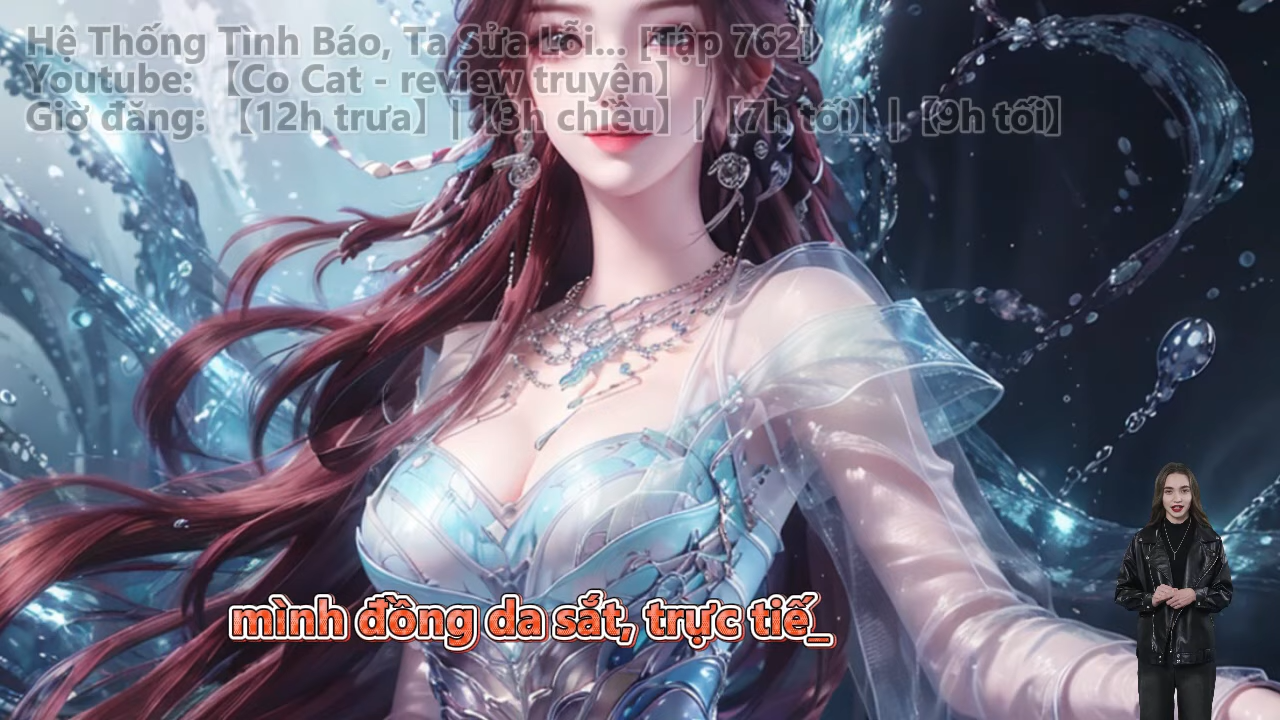 Hệ Thống Tình Báo, Ta Sửa Lỗi... [Tập 762]
Youtube: 【Cơ Cat - review truyện】
Giờ đăng: 【12h trưa】 | 【3h chiều】 | 【7h tối】 | 【9h tối】
mình đồng da sắt, trực tiế_